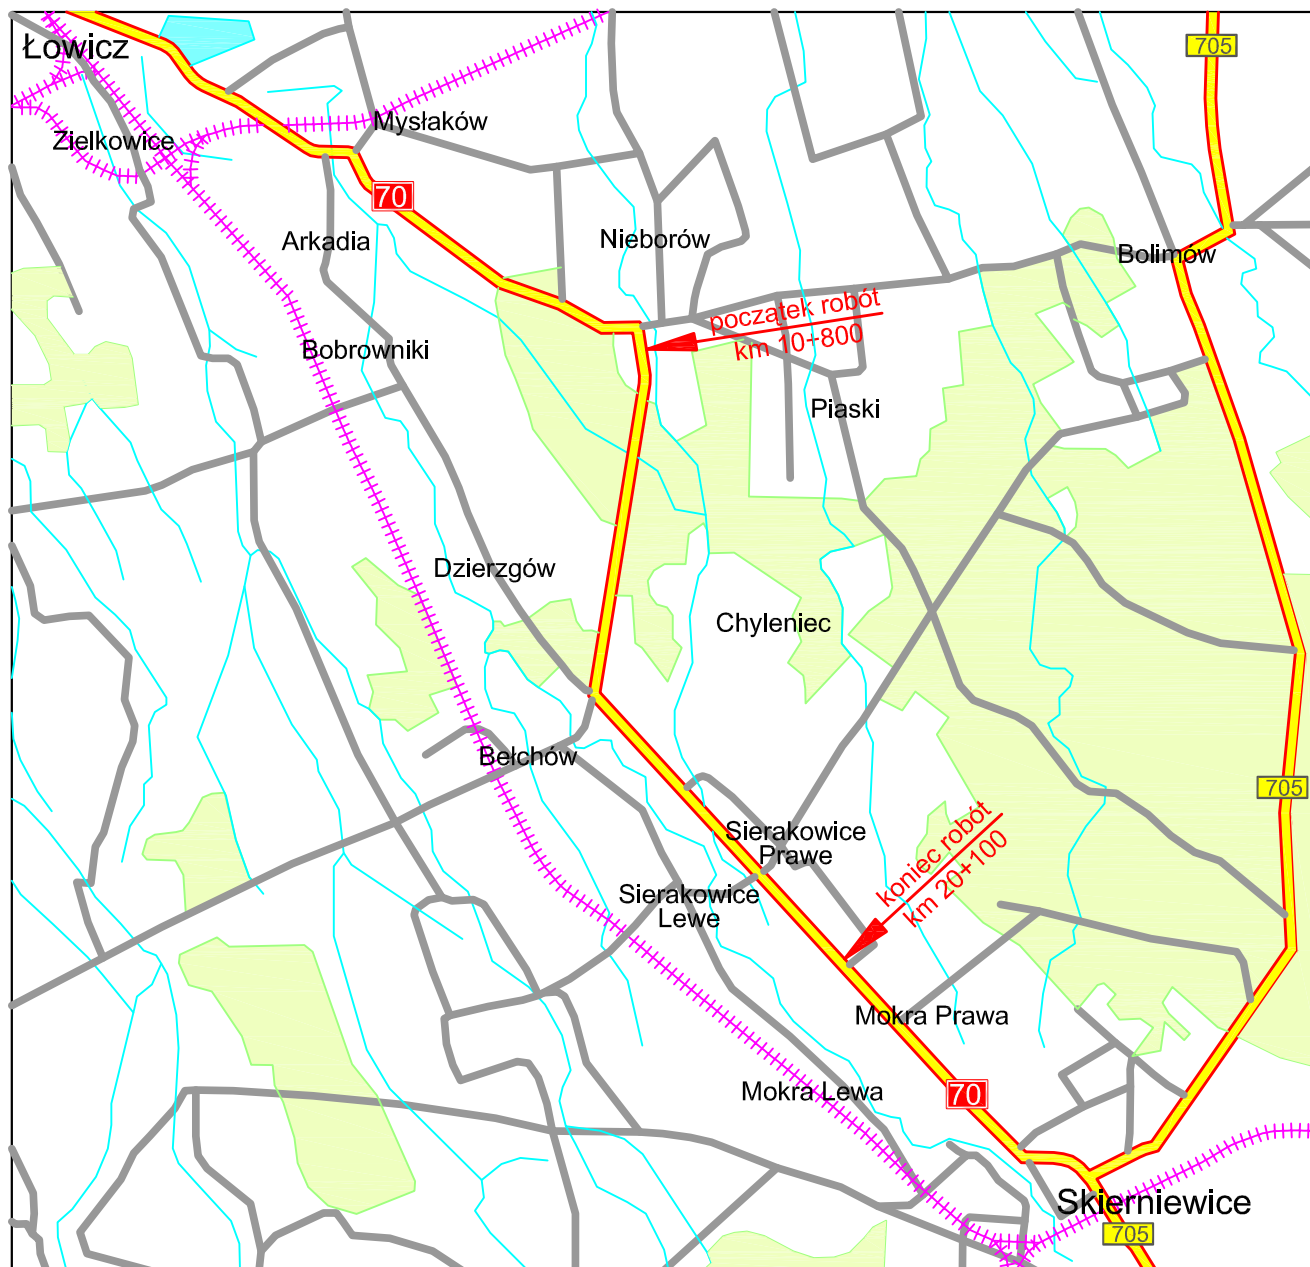 Łowicz
705
Mysłaków
Zielkowice
70
Arkadia
Nieborów
Bolimów
początek robót
km 10+800
Bobrowniki
Piaski
Dzierzgów
Chyleniec
Bełchów
705
Sierakowice
Prawe
koniec robót
km 20+100
Sierakowice
Lewe
Mokra Prawa
Mokra Lewa
70
Skierniewice
705